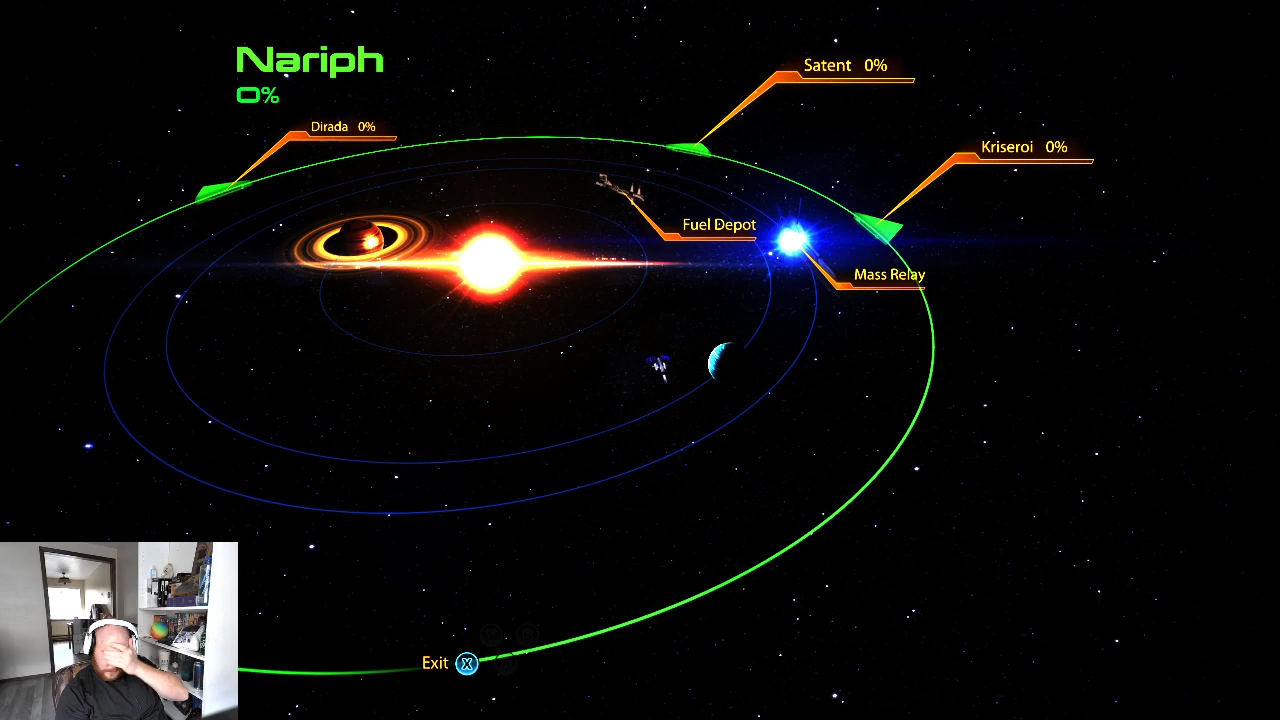 Nariph
0%
Satent 0%
Dirada 0%
Kriseroi 0%
Fuel Depot
Mass Relay
Exit X